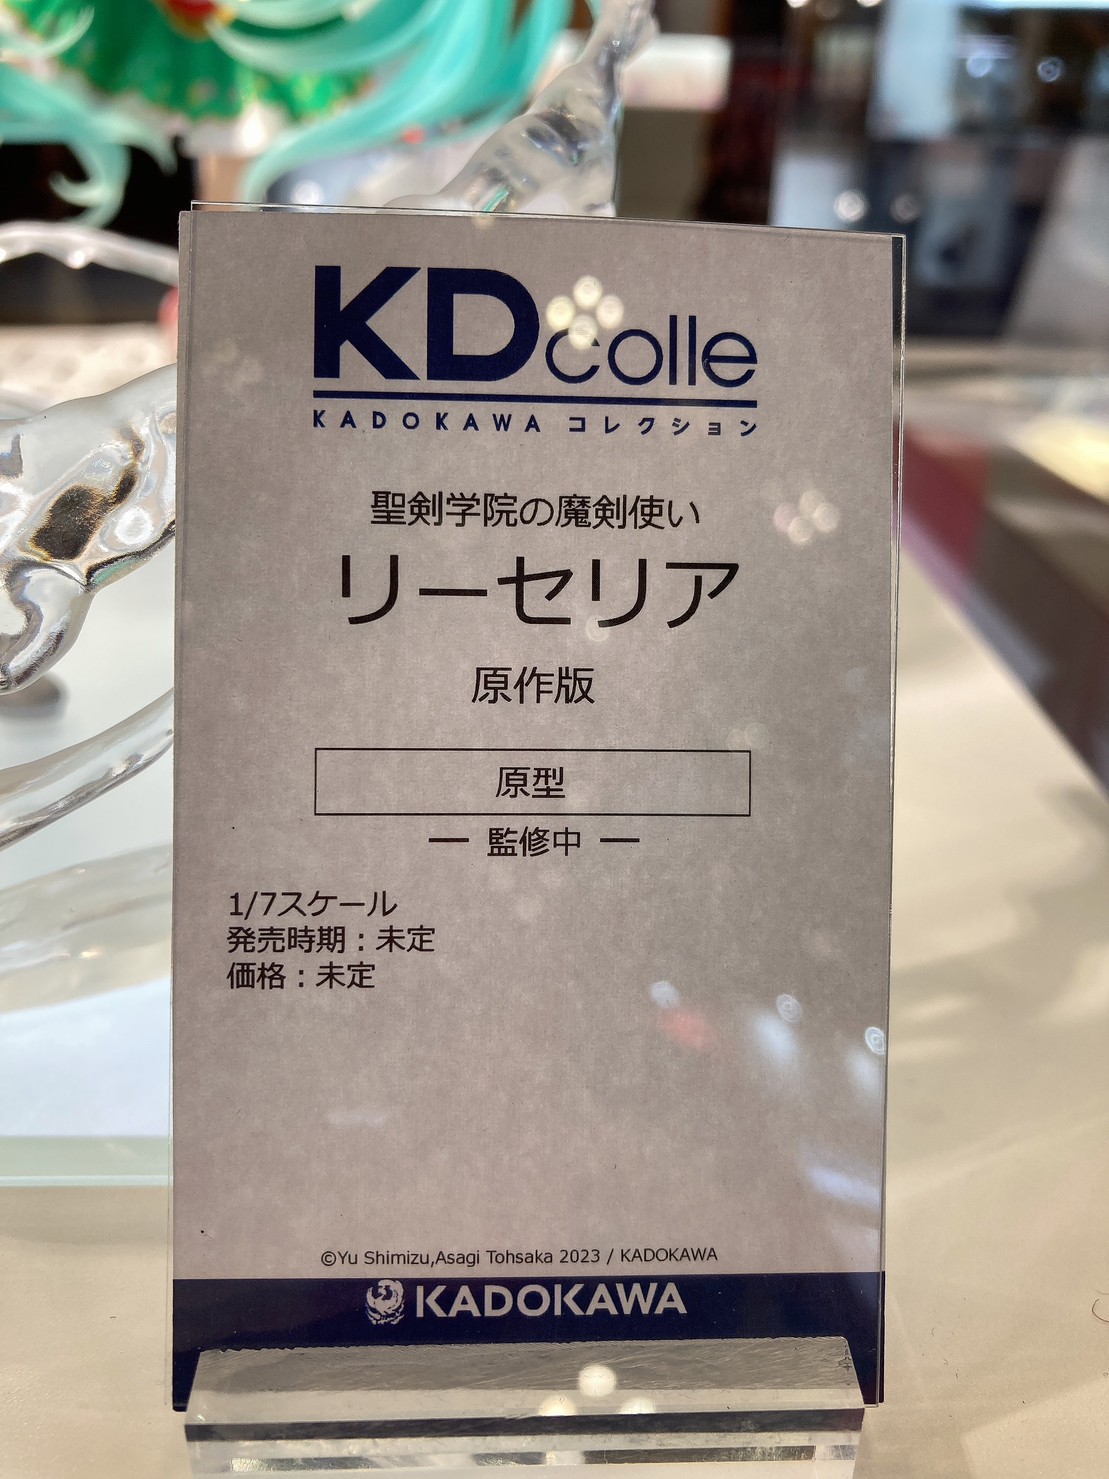 KDcolle
KADOKAWA コレクション
聖剣学院の魔剣使い
リーセリア
原作版
原型
― 監修中 ―
1/7スケール
発売時期：未定
価格：未定
©Yu Shimizu,Asagi Tohsaka 2023 / KADOKAWA
KADOKAWA